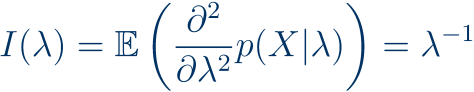 I(λ) = 𝔼 ( ∂² / ∂λ² p(X|λ) ) = λ⁻¹